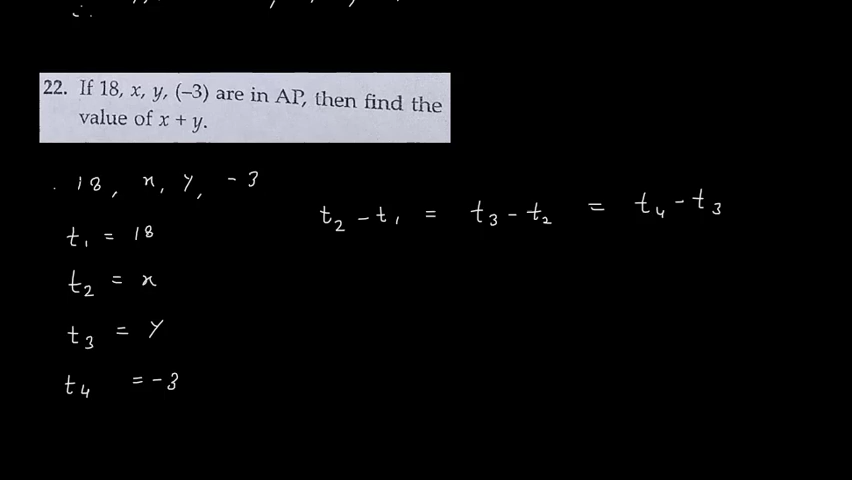 ∴
22. If 18, x, y, (–3) are in AP, then find the
value of x + y.
18, x, y, -3
t₁ = 18
t₂ = x
t₃ = y
t₄ = -3
t₂ - t₁ = t₃ - t₂ = t₄ - t₃